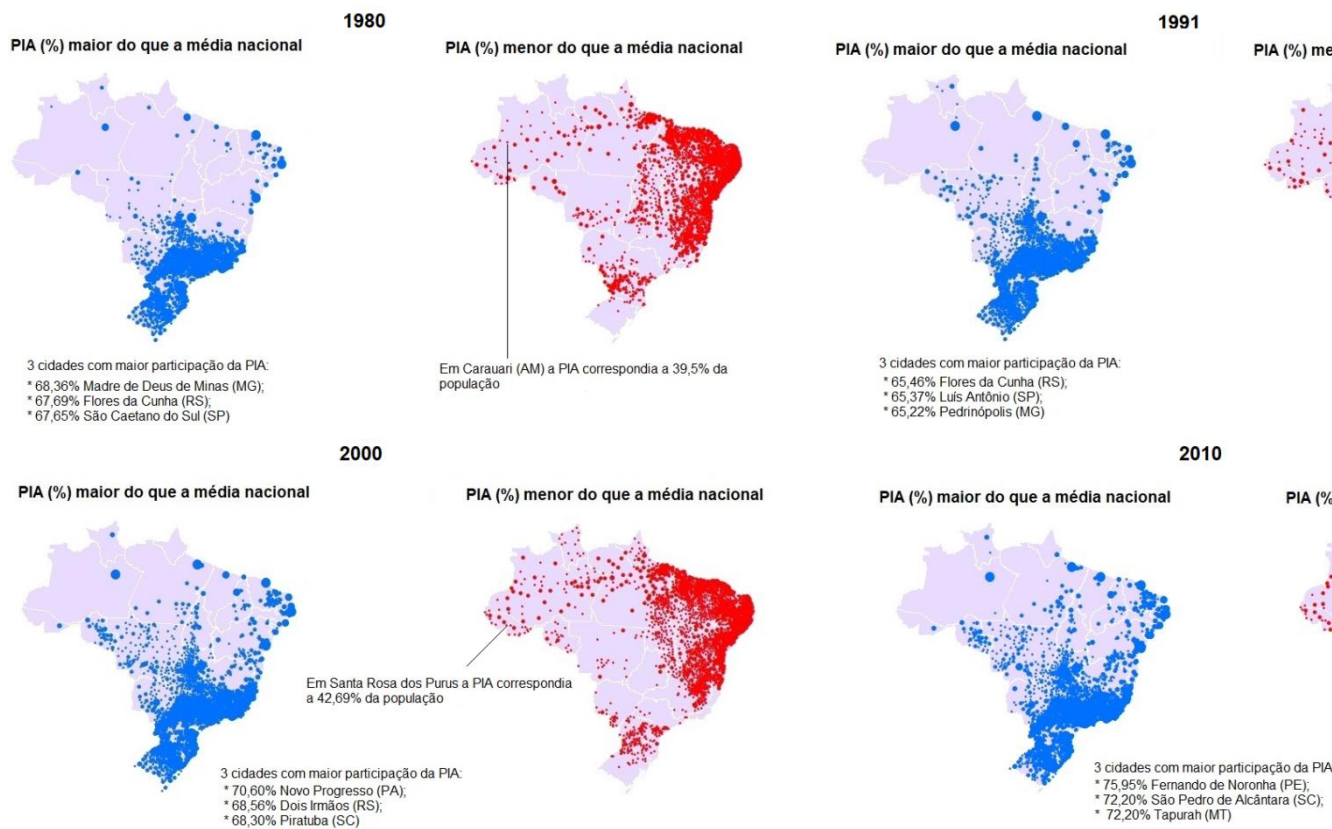 1980
PIA (%) maior do que a média nacional
PIA (%) menor do que a média nacional
3 cidades com maior participação da PIA:
* 68,36% Madre de Deus de Minas (MG);
* 67,69% Flores da Cunha (RS);
* 67,65% São Caetano do Sul (SP)
Em Carauari (AM) a PIA correspondia a 39,5% da
população
1991
PIA (%) maior do que a média nacional
PIA (%) me
3 cidades com maior participação da PIA:
* 65,46% Flores da Cunha (RS);
* 65,37% Luís Antônio (SP);
* 65,22% Pedrinópolis (MG)
2000
PIA (%) maior do que a média nacional
PIA (%) menor do que a média nacional
Em Santa Rosa dos Purus a PIA correspondia
a 42,69% da população
3 cidades com maior participação da PIA:
* 70,60% Novo Progresso (PA);
* 68,56% Dois Irmãos (RS);
* 68,30% Piratuba (SC)
2010
PIA (%) maior do que a média nacional
PIA (%
3 cidades com maior participação da PIA
* 75,95% Fernando de Noronha (PE);
* 72,20% São Pedro de Alcântara (SC);
* 72,20% Tapurah (MT)